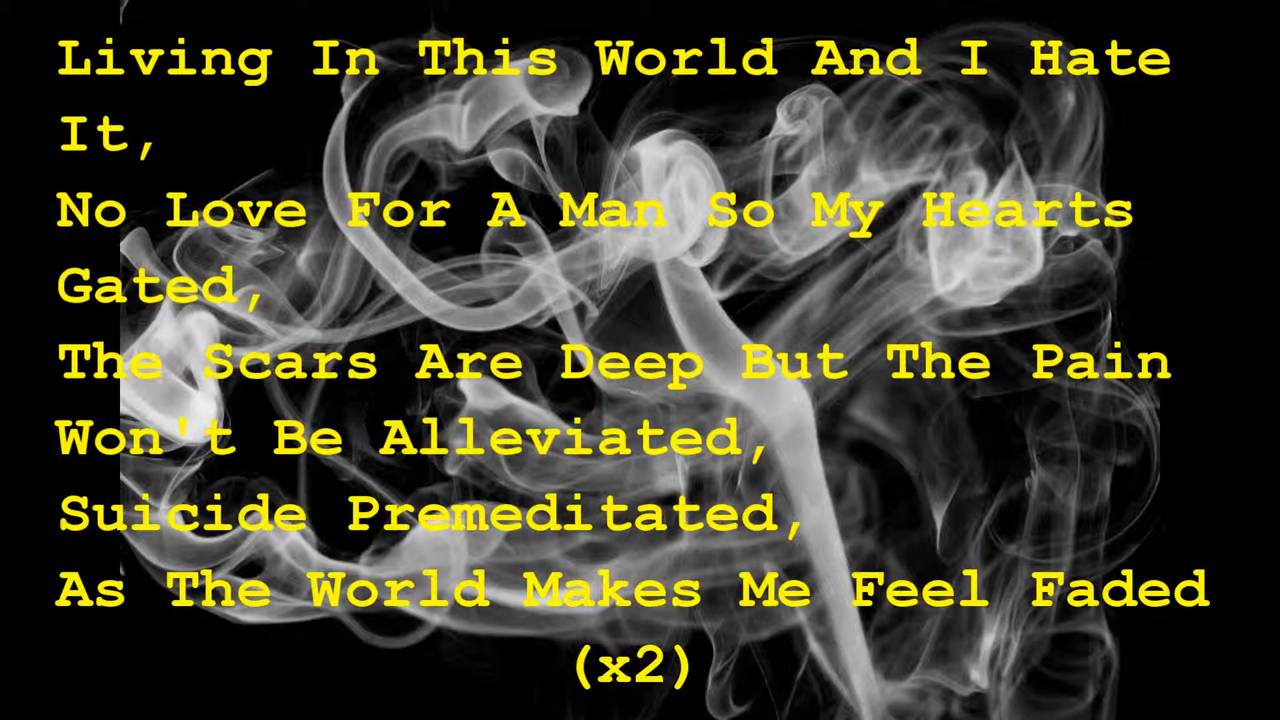 Living In This World And I Hate
It,
No Love For A Man So My Hearts
Gated,
The Scars Are Deep But The Pain
Won't Be Alleviated,
Suicide Premeditated,
As The World Makes Me Feel Faded
(x2)